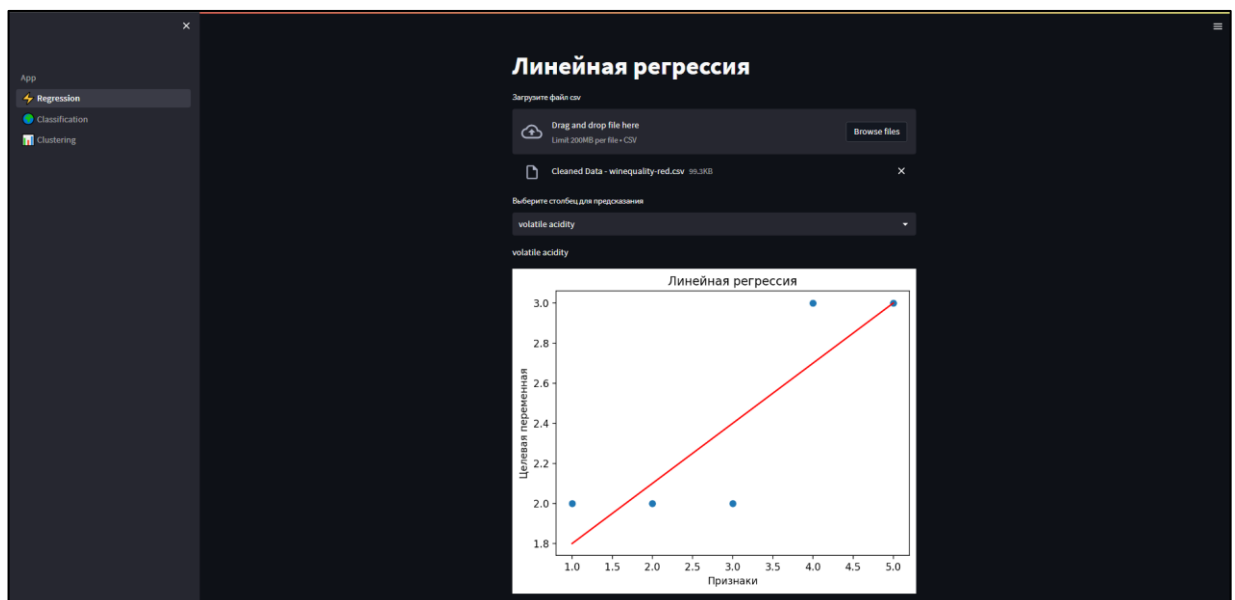 App
Regression
Classification
Clustering
Линейная регрессия
Загрузите файл csv
Drag and drop file here
Limit 200MB per file • CSV
Browse files
Cleaned Data - winequality-red.csv 99.3KB
Выберите столбец для предсказания
volatile acidity
volatile acidity
Линейная регрессия
Целевая переменная
3.0
2.8
2.6
2.4
2.2
2.0
1.8
1.0 1.5 2.0 2.5 3.0 3.5 4.0 4.5 5.0
Признаки